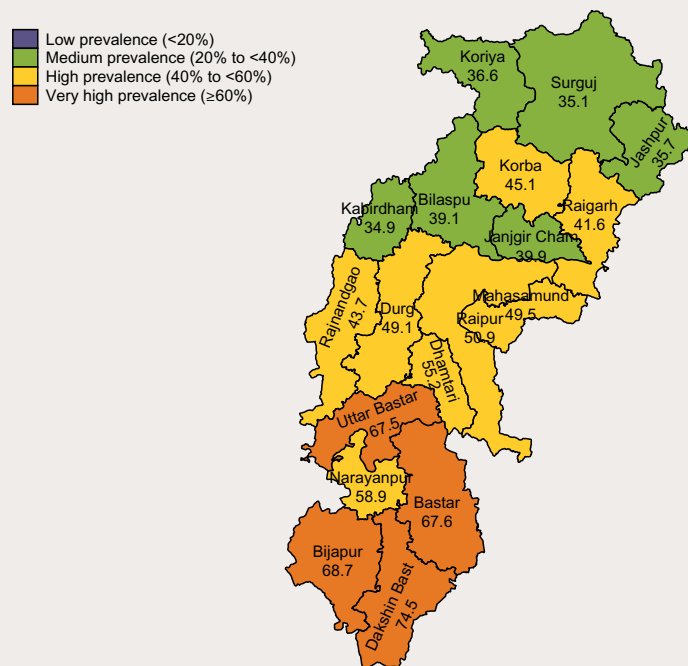 Low prevalence (<20%)
Medium prevalence (20% to <40%)
High prevalence (40% to <60%)
Very high prevalence (≥60%)
Koriya
36.6
Surguj
35.1
Jashpur
35.7
Korba
45.1
Raigarh
41.6
Bilaspu
39.1
Kabirdham
34.9
Janjgir Cham
39.9
Rajnandgao
43.7
Durg
49.1
Mahasamund
49.5
Raipur
50.9
Dhamtari
55.2
Uttar Bastar
67.5
Narayanpur
58.9
Bastar
67.6
Bijapur
68.7
Dakshin Bast
74.5